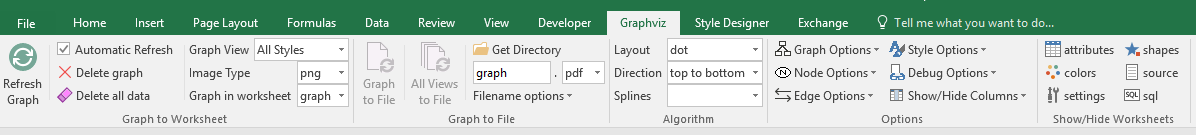 File Home Insert Page Layout Formulas Data Review View Developer Graphviz Style Designer Exchange Tell me what you want to do...
Refresh Graph
Automatic Refresh
Delete graph
Delete all data
Graph View All Styles
Image Type png
Graph in worksheet graph
Graph to Worksheet
Graph to File
All Views to File
Get Directory
graph . pdf
Filename options
Graph to File
Layout dot
Direction top to bottom
Splines
Algorithm
Graph Options
Node Options
Edge Options
Style Options
Debug Options
Show/Hide Columns
Options
attributes
colors
settings
shapes
source
SQL sql
Show/Hide Worksheets